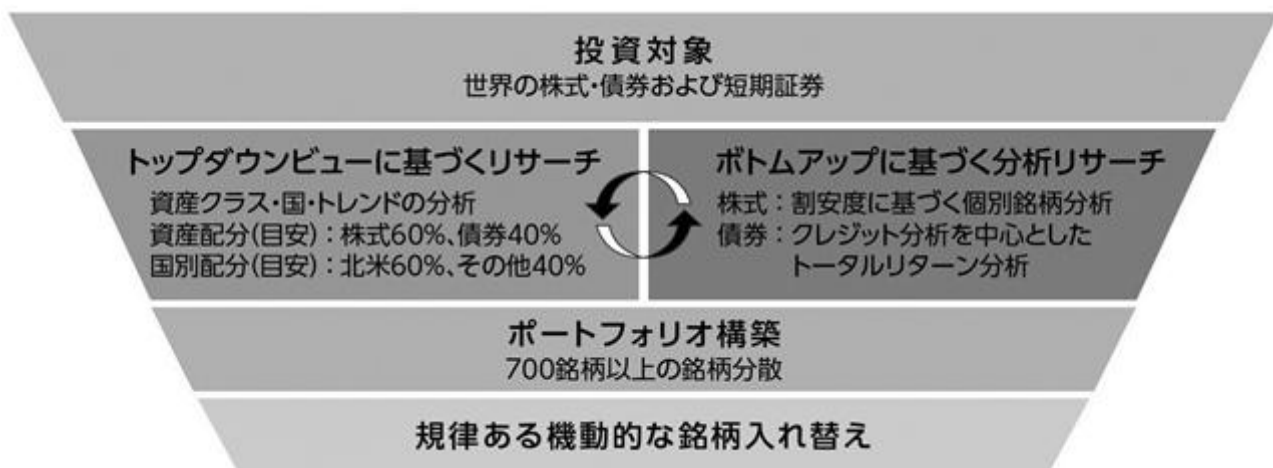 投資対象
世界の株式・債券および短期証券
トップダウンビューに基づくリサーチ
資産クラス・国・トレンドの分析
資産配分(目安)：株式60%、債券40%
国別配分(目安)：北米60%、その他40%
ボトムアップに基づく分析リサーチ
株式：割安度に基づく個別銘柄分析
債券：クレジット分析を中心とした
トータルリターン分析
ポートフォリオ構築
700銘柄以上の銘柄分散
規律ある機動的な銘柄入れ替え